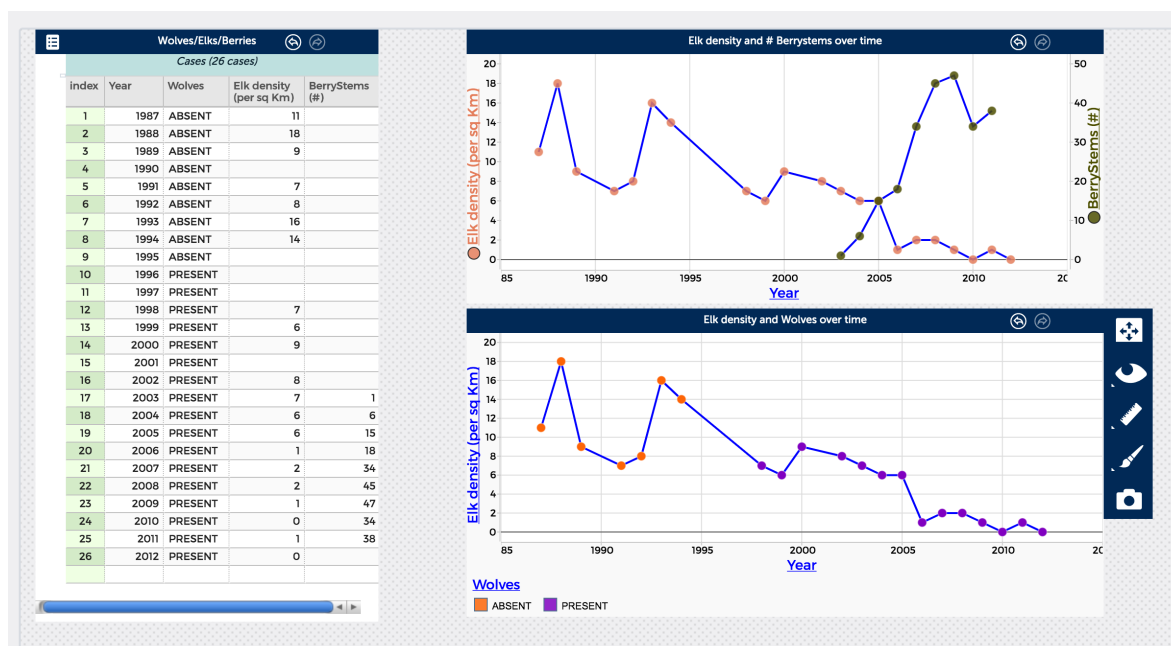 Wolves/Elks/Berries
Cases (26 cases)
index Year Wolves Elk density (per sq Km) BerryStems (#)
1 1987 ABSENT 11
2 1988 ABSENT 18
3 1989 ABSENT 9
4 1990 ABSENT
5 1991 ABSENT 7
6 1992 ABSENT 8
7 1993 ABSENT 16
8 1994 ABSENT 14
9 1995 ABSENT
10 1996 PRESENT
11 1997 PRESENT
12 1998 PRESENT 7
13 1999 PRESENT 6
14 2000 PRESENT 9
15 2001 PRESENT
16 2002 PRESENT 8
17 2003 PRESENT 7 1
18 2004 PRESENT 6 6
19 2005 PRESENT 6 15
20 2006 PRESENT 1 18
21 2007 PRESENT 2 34
22 2008 PRESENT 2 45
23 2009 PRESENT 1 47
24 2010 PRESENT 0 34
25 2011 PRESENT 1 38
26 2012 PRESENT 0
Elk density and # Berrystems over time
Elk density (per sq Km)
20
18
16
14
12
10
8
6
4
2
0
50
40
30
20
10
0
BerryStems (#)
85 1990 1995 2000 2005 2010 20
Year
Elk density and Wolves over time
Elk density (per sq Km)
20
18
16
14
12
10
8
6
4
2
0
85 1990 1995 2000 2005 2010 20
Year
Wolves
ABSENT PRESENT